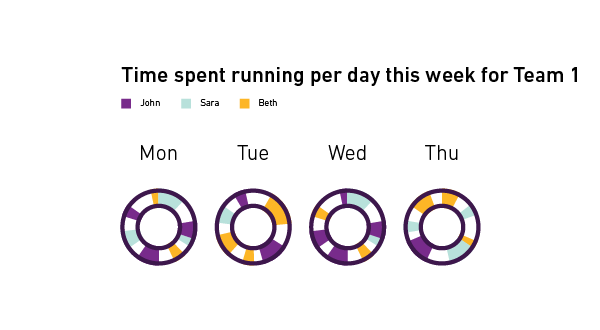 Time spent running per day this week for Team 1
John Sara Beth
Mon Tue Wed Thu